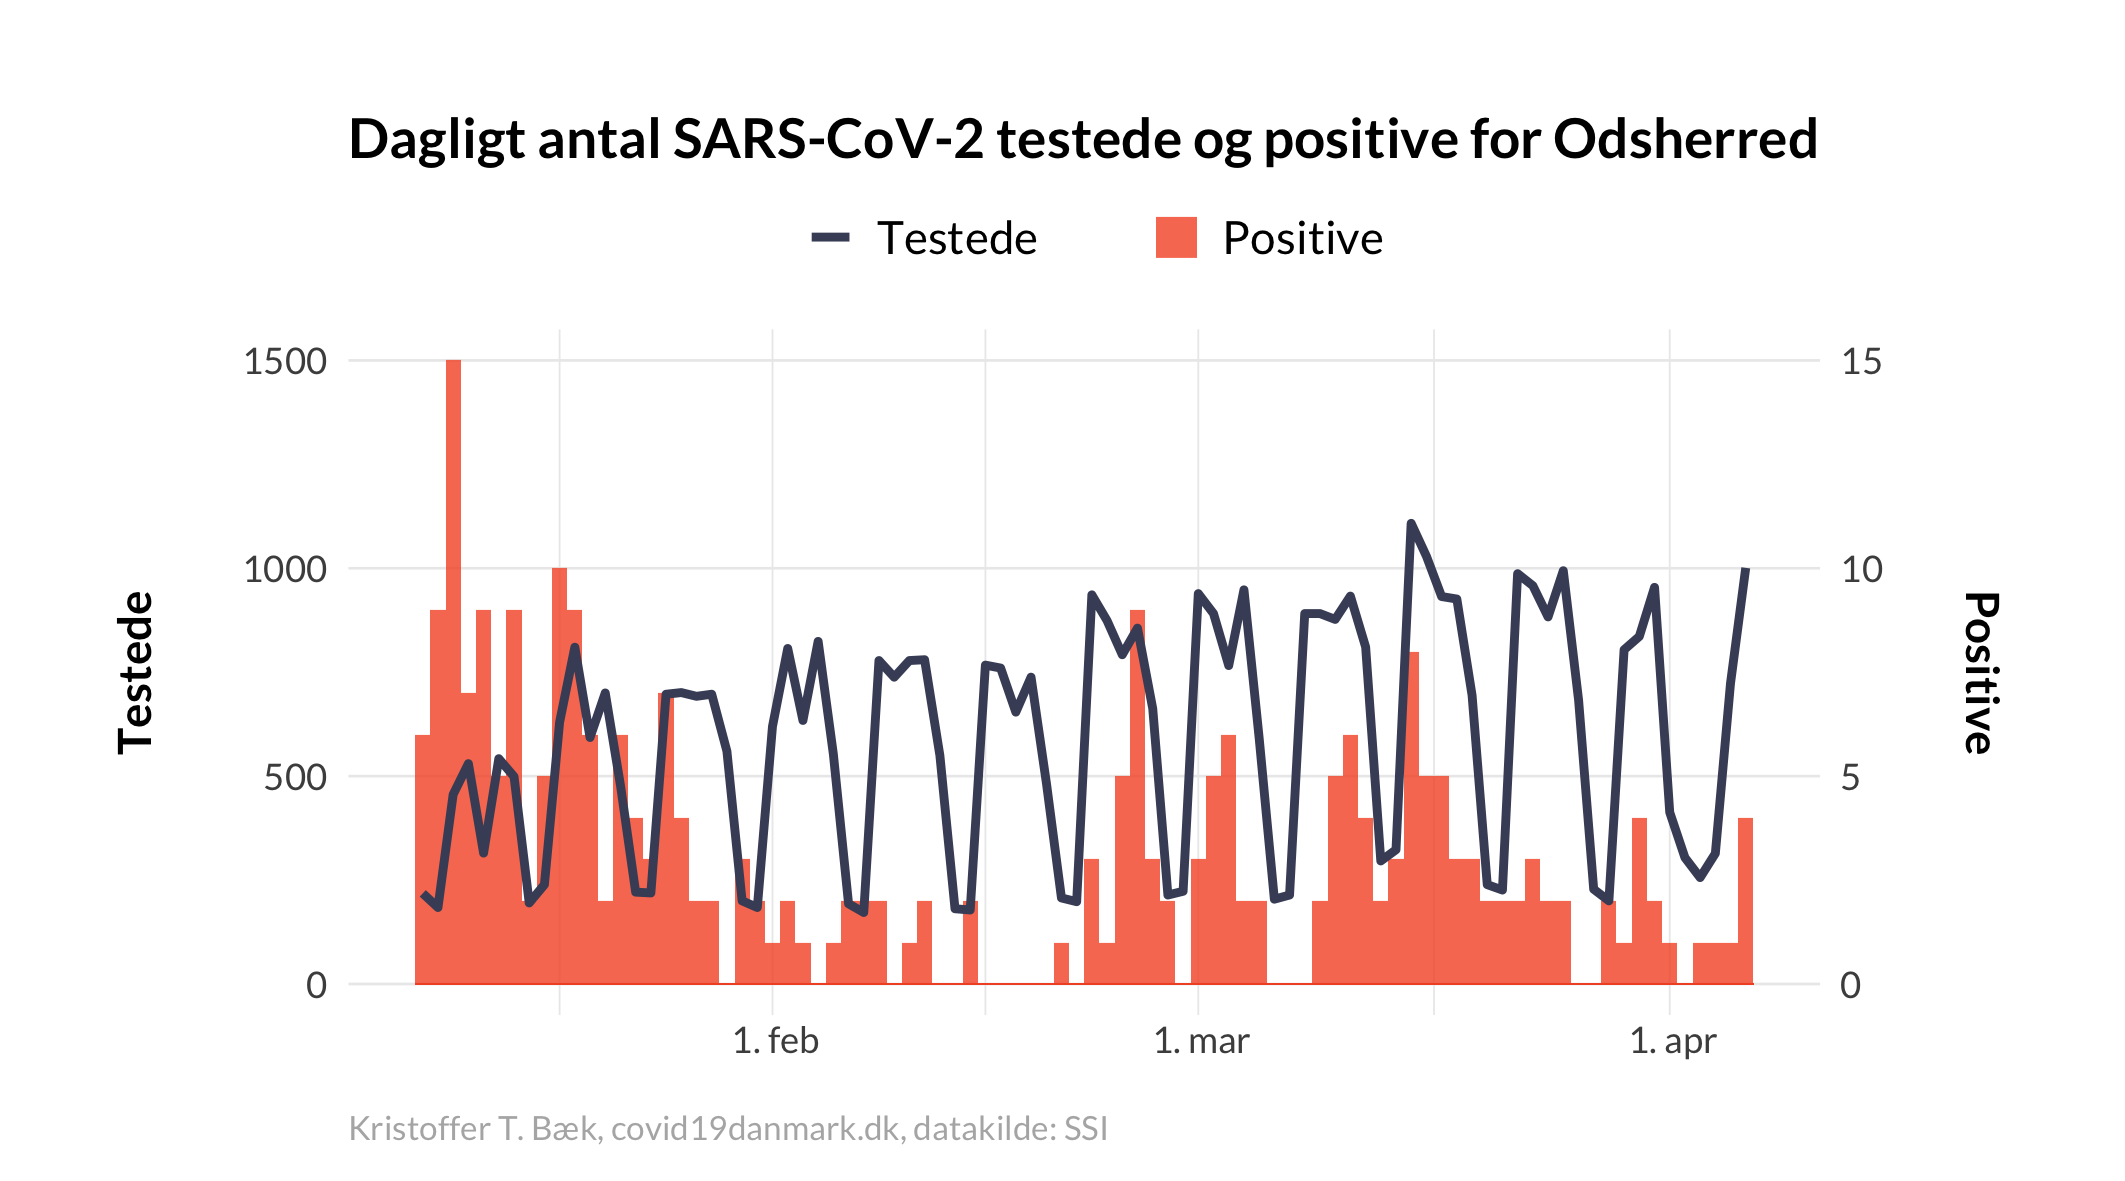 Dagligt antal SARS-CoV-2 testede og positive for Odsherred
Testede
Positive
1500
1000
500
0
15
10
5
0
Testede
Positive
1. feb
1. mar
1. apr
Kristoffer T. Bæk, covid19danmark.dk, datakilde: SSI